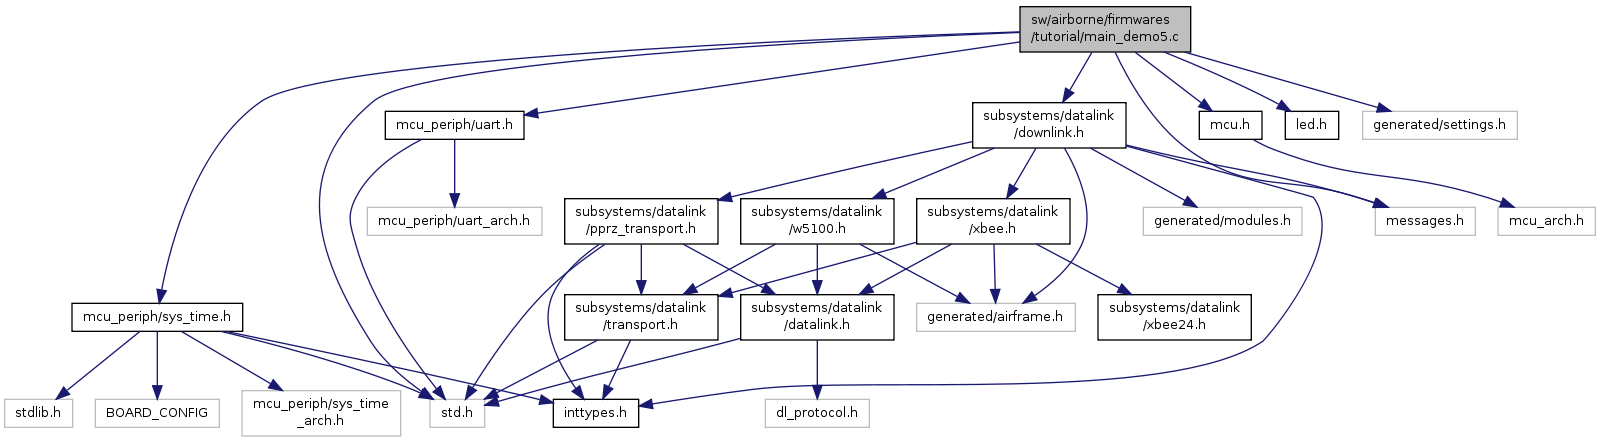 sw/airborne/firmwares
/tutorial/main_demo5.c
mcu_periph/uart.h
subsystems/datalink
/downlink.h
mcu.h
led.h
generated/settings.h
mcu_periph/uart_arch.h
subsystems/datalink
/pprz_transport.h
subsystems/datalink
/w5100.h
subsystems/datalink
/xbee.h
generated/modules.h
messages.h
mcu_arch.h
mcu_periph/sys_time.h
subsystems/datalink
/transport.h
subsystems/datalink
/datalink.h
generated/airframe.h
subsystems/datalink
/xbee24.h
stdlib.h
BOARD_CONFIG
mcu_periph/sys_time
_arch.h
std.h
inttypes.h
dl_protocol.h